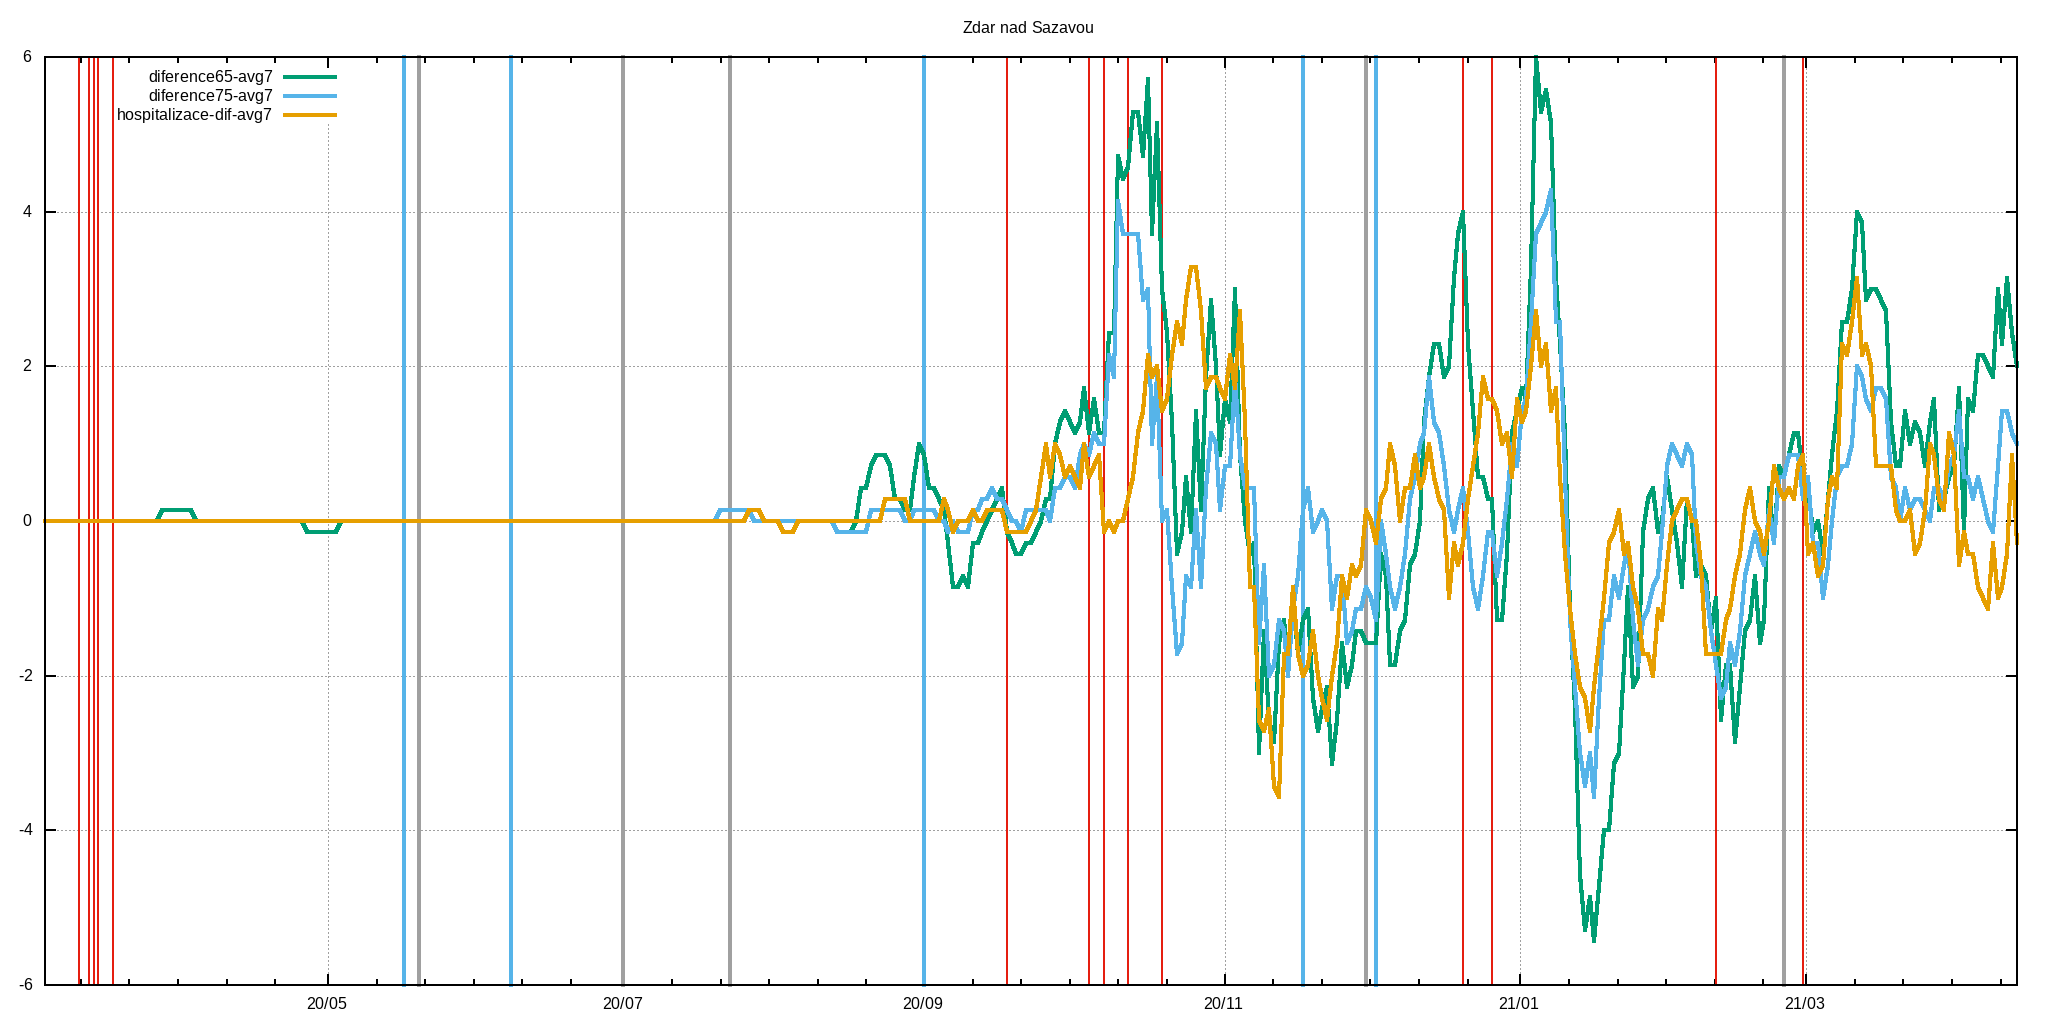 Zdar nad Sazavou
6
diference65-avg7
diference75-avg7
hospitalizace-dif-avg7
4
2
0
-2
-4
-6
20/05 20/07 20/09 20/11 21/01 21/03